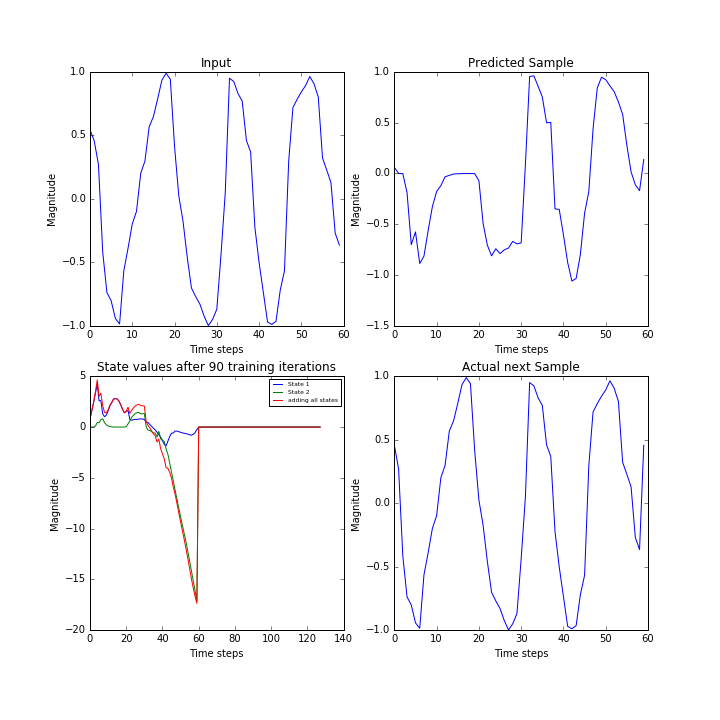 Input
1.0
0.5
0.0
−0.5
−1.0
Magnitude
0 10 20 30 40 50 60
Time steps
Predicted Sample
1.0
0.5
0.0
−0.5
−1.0
−1.5
Magnitude
0 10 20 30 40 50 60
Time steps
State values after 90 training iterations
5
0
−5
−10
−15
−20
Magnitude
State 1
State 2
adding all states
0 20 40 60 80 100 120 140
Time steps
Actual next Sample
1.0
0.5
0.0
−0.5
−1.0
Magnitude
0 10 20 30 40 50 60
Time steps